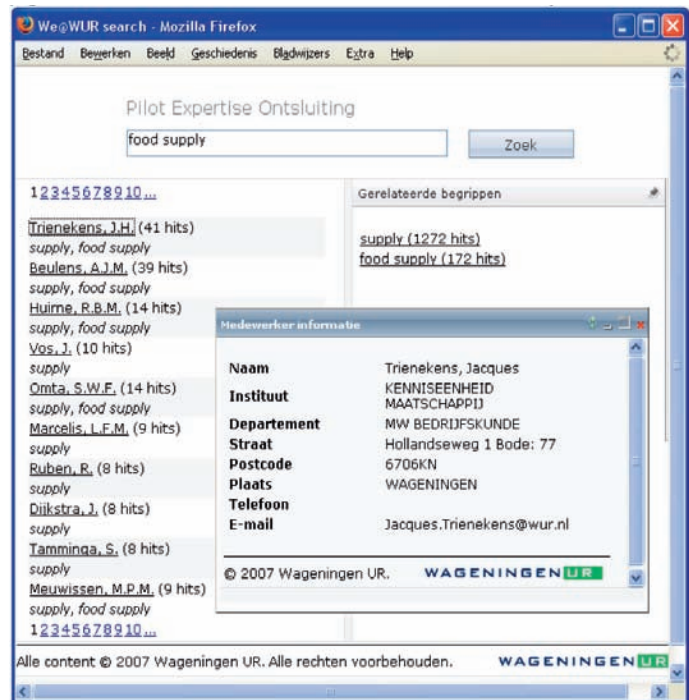 We@WUR search - Mozilla Firefox
Bestand Bewerken Beeld Geschiedenis Bladwijzers Extra Help
Pilot Expertise Ontsluiting
food supply
Zoek
12345678910...
Trienekens, J.H. (41 hits)
supply, food supply
Beulens, A.J.M. (39 hits)
supply, food supply
Huirne, R.B.M. (14 hits)
supply, food supply
Vos, J. (10 hits)
supply
Omta, S.W.F. (14 hits)
supply, food supply
Marcelis, L.F.M. (9 hits)
supply
Ruben, R. (8 hits)
supply
Dijkstra, J. (8 hits)
supply
Tamminga, S. (8 hits)
supply
Meuwissen, M.P.M. (9 hits)
supply, food supply
12345678910...
Gerelateerde begrippen
supply (1272 hits)
food supply (172 hits)
Medewerker informatie
Naam Trienekens, Jacques
Instituut KENNISEENHEID
MAATSCHAPPIJ
Departement MW BEDRIJFSKUNDE
Straat Hollandseweg 1 Bode: 77
Postcode 6706KN
Plaats WAGENINGEN
Telefoon
E-mail Jacques.Trienekens@wur.nl
© 2007 Wageningen UR. WAGENINGEN UR
Alle content © 2007 Wageningen UR. Alle rechten voorbehouden. WAGENINGEN UR